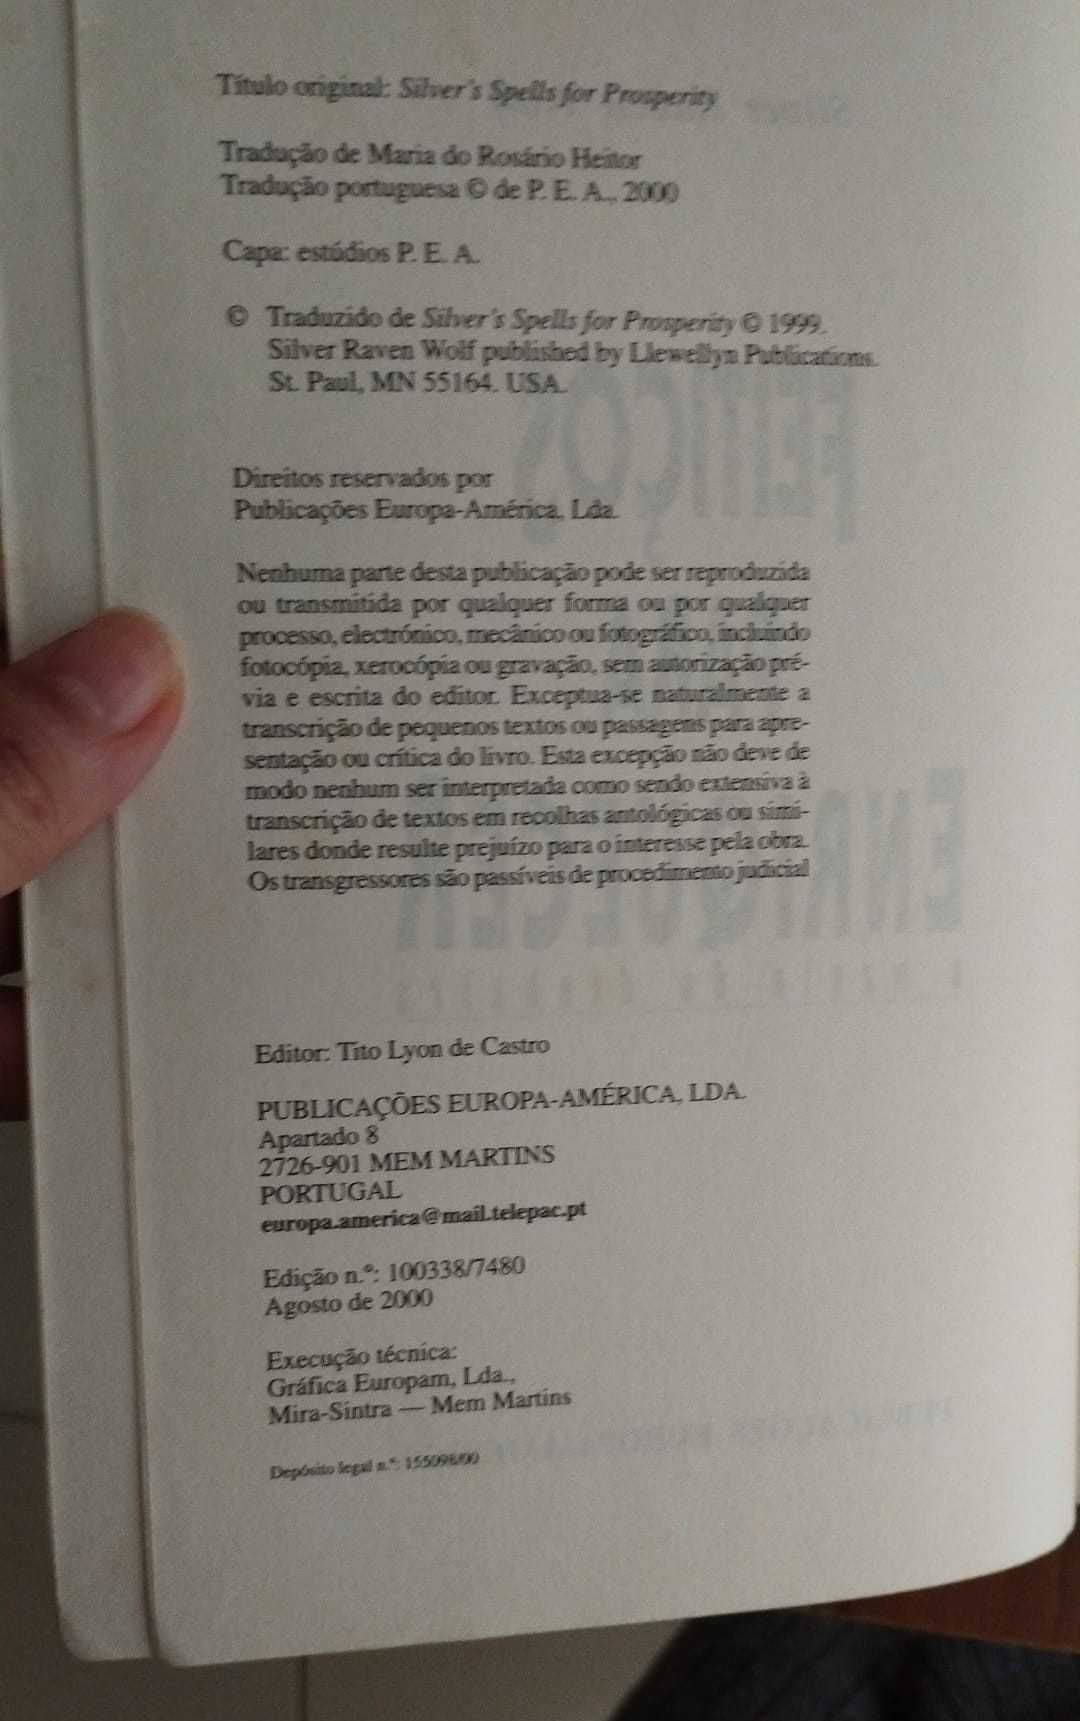 Título original: Silver's Spells for Prosperity
Tradução de Maria do Rosário Heitor
Tradução portuguesa © de P. E. A., 2000
Capa: estúdios P. E. A.
© Traduzido de Silver's Spells for Prosperity © 1999.
Silver Raven Wolf published by Llewellyn Publications.
St. Paul, MN 55164. USA.
Direitos reservados por
Publicações Europa-América, Lda.
Nenhuma parte desta publicação pode ser reproduzida
ou transmitida por qualquer forma ou por qualquer
processo, electrónico, mecânico ou fotográfico, incluindo
fotocópia, xerocópia ou gravação, sem autorização pré-
via e escrita do editor. Exceptua-se naturalmente a
transcrição de pequenos textos ou passagens para apre-
sentação ou crítica do livro. Esta excepção não deve de
modo nenhum ser interpretada como sendo extensiva à
transcrição de textos em recolhas antológicas ou simi-
lares donde resulte prejuízo para o interesse pela obra.
Os transgressores são passíveis de procedimento judicial
Editor: Tito Lyon de Castro
PUBLICAÇÕES EUROPA-AMÉRICA, LDA.
Apartado 8
2726-901 MEM MARTINS
PORTUGAL
europa.america@mail.telepac.pt
Edição n.º: 100338/7480
Agosto de 2000
Execução técnica:
Gráfica Europam, Lda.,
Mira-Sintra — Mem Martins
Depósito legal n.º: 155098/00